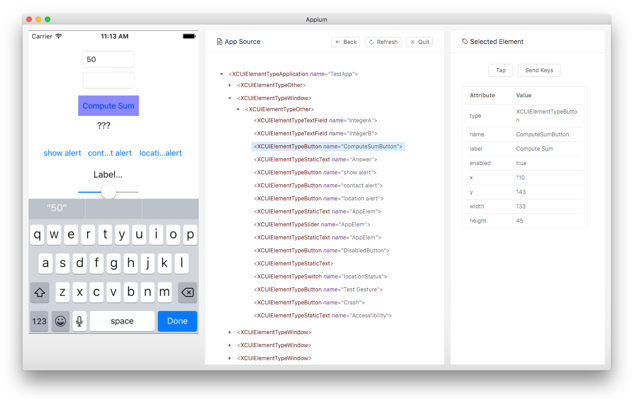 Appium
Carrier 11:13 AM
50
Compute Sum
???
show alert cont...t alert locati...alert
Label...
"50"
q w e r t y u i o p
a s d f g h j k l
z x c v b n m
123 space Done
App Source
Back Refresh Quit
<XCUIElementTypeApplication name="TestApp">
<XCUIElementTypeOther>
<XCUIElementTypeWindow>
<XCUIElementTypeOther>
<XCUIElementTypeTextField name="IntegerA">
<XCUIElementTypeTextField name="IntegerB">
<XCUIElementTypeButton name="ComputeSumButton">
<XCUIElementTypeStaticText name="Answer">
<XCUIElementTypeButton name="show alert">
<XCUIElementTypeButton name="contact alert">
<XCUIElementTypeButton name="location alert">
<XCUIElementTypeStaticText name="AppElem">
<XCUIElementTypeSlider name="AppElem">
<XCUIElementTypeStaticText name="AppElem">
<XCUIElementTypeButton name="DisabledButton">
<XCUIElementTypeStaticText>
<XCUIElementTypeSwitch name="locationStatus">
<XCUIElementTypeButton name="Test Gesture">
<XCUIElementTypeButton name="Crash">
<XCUIElementTypeStaticText name="Access'ibility">
<XCUIElementTypeWindow>
<XCUIElementTypeWindow>
<XCUIElementTypeWindow>
Selected Element
Tap Send Keys
Attribute Value
type XCUIElementTypeButto
n
name ComputeSumButton
label Compute Sum
enabled true
x 110
y 143
width 133
height 45